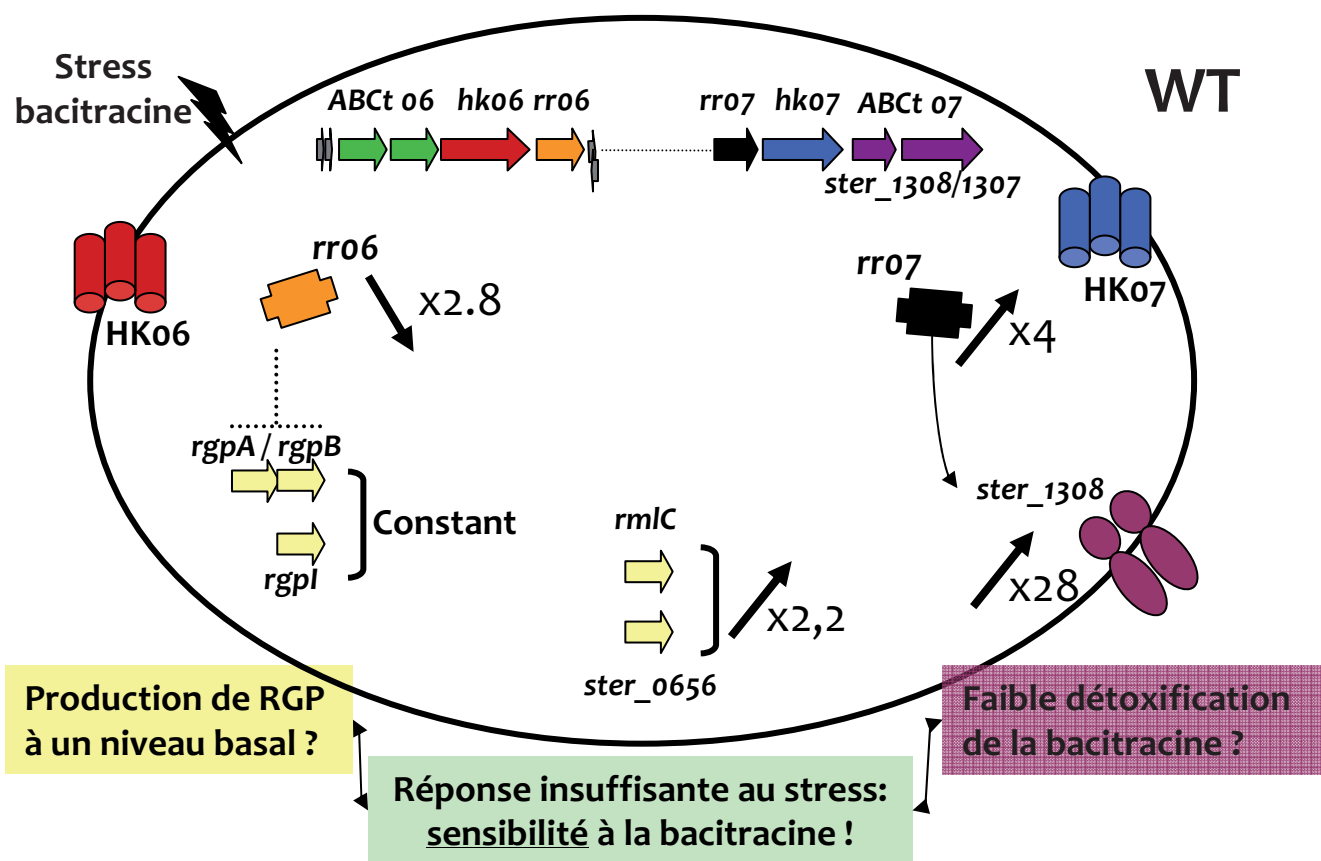 Stress
bacitracine
WT
ABCt 06 hk06 rr06
rr07 hk07 ABCt 07
ster_1308/1307
HK06
rr06
x2.8
rr07
x4
HK07
rgpA / rgpB
Constant
rgpI
rmlC
x2,2
ster_0656
ster_1308
x28
Production de RGP
à un niveau basal ?
Faible détoxification
de la bacitracine ?
Réponse insuffisante au stress:
sensibilité à la bacitracine !